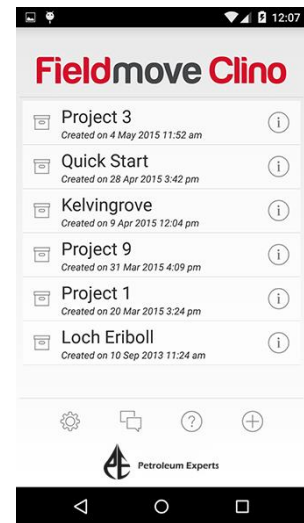 12:07
Fieldmove Clino
Project 3
Created on 4 May 2015 11:52 am
Quick Start
Created on 28 Apr 2015 3:42 pm
Kelvingrove
Created on 9 Apr 2015 12:04 pm
Project 9
Created on 31 Mar 2015 4:09 pm
Project 1
Created on 20 Mar 2015 3:24 pm
Loch Eriboll
Created on 10 Sep 2013 11:24 am
Petroleum Experts